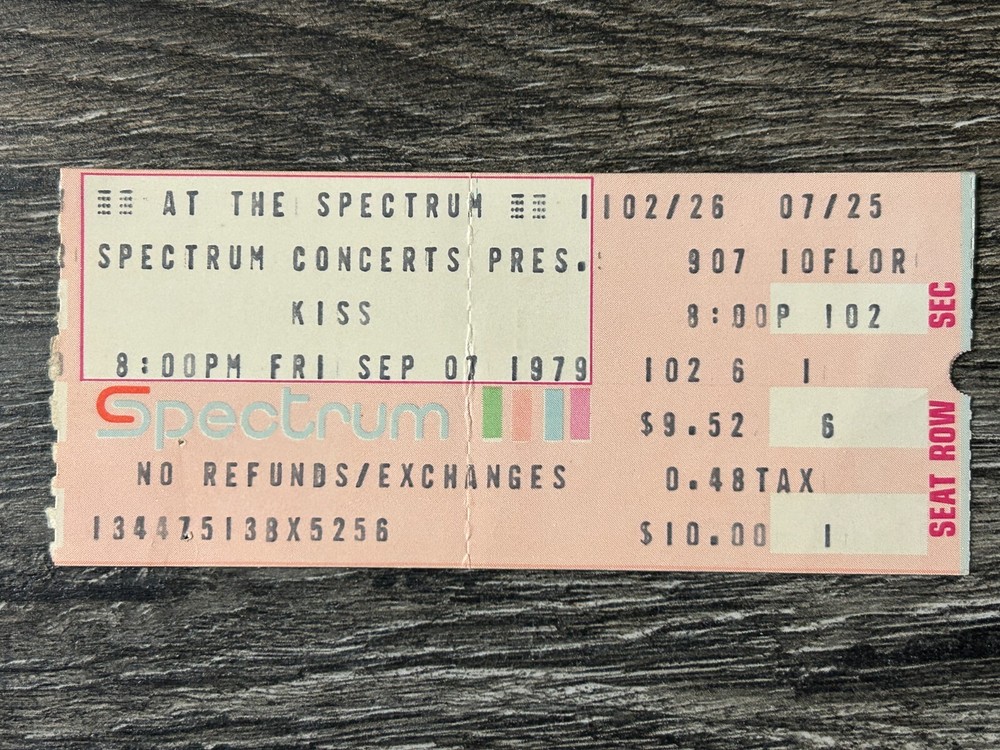 AT THE SPECTRUM
SPECTRUM CONCERTS PRES.
KISS
8:00PM FRI SEP 07 1979
Spectrum
NO REFUNDS/EXCHANGES
134475138X5256
1102/26 07/25
907 10FLOR
8:00P 102
102 6 1
$9.52 6
0.48TAX
$10.00 1
SEC
SEAT ROW